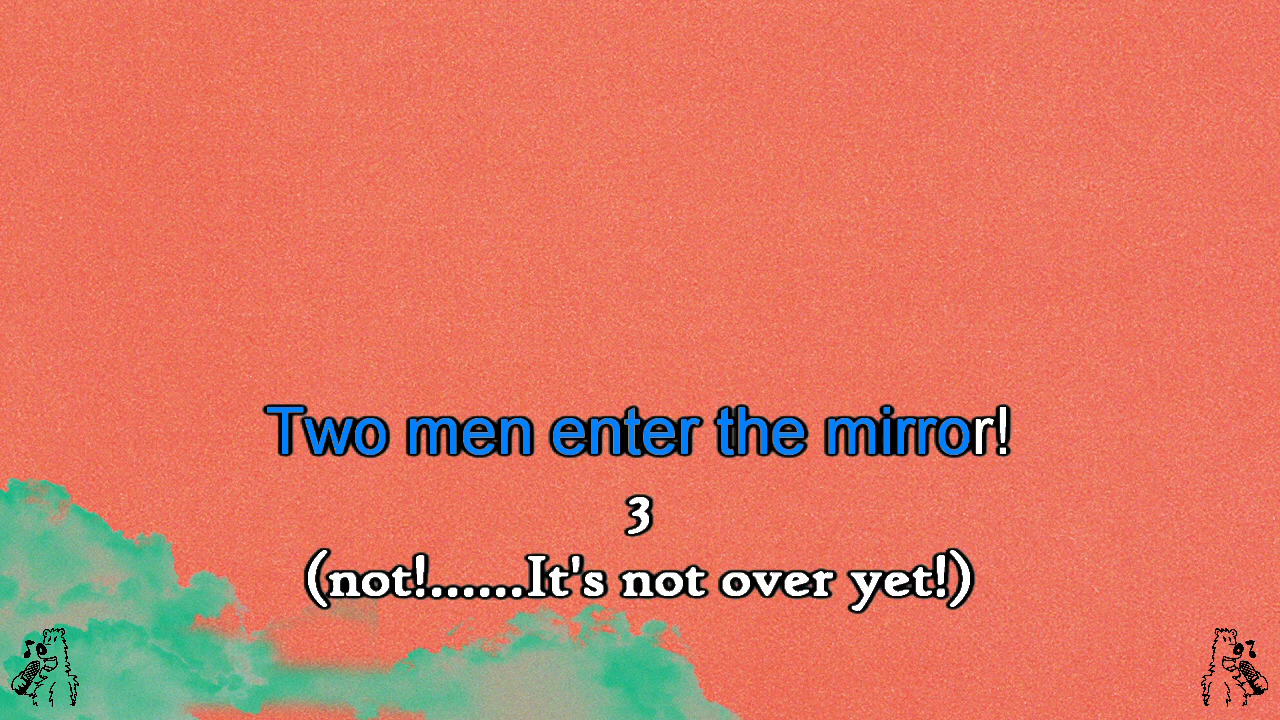 Two men enter the mirror!
3
(not!......It's not over yet!)